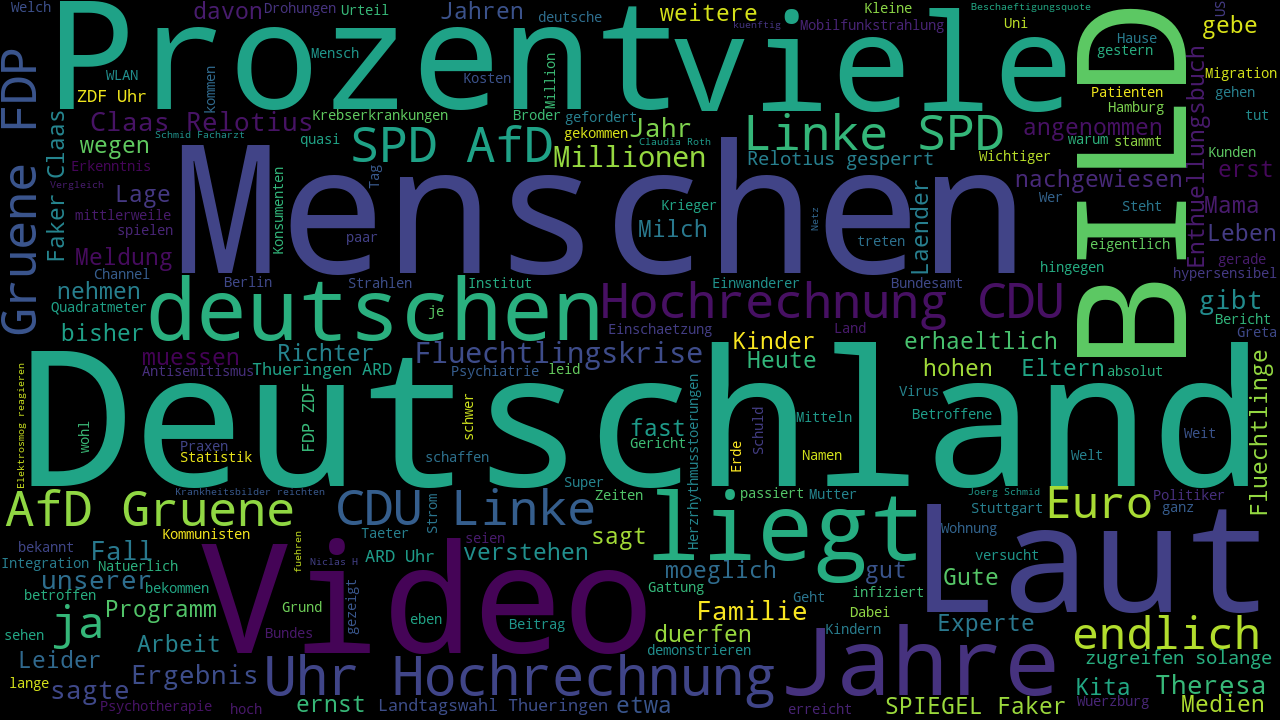 Welch
davon
Drohungen
Urteil
Jahren
deutsche
weitere
kuenftig
Kleine
Mobilfunkstrahlung
Beschaeftigungsquote
Uni
Hause
gestern
us
gebe
Prozent
viele
BILD
Gruene FDP
WLAN
ZDF Uhr
kommen
Mensch
Kosten
Million
Migration
gehen
Patienten
Hamburg
tut
Claas Relotius
Schmid Facharzt
Krebserkrankungen
quasi
Broder
gefordert
gekommen
Jahr
Claudia Roth
Linke SPD
angenommen
warum
stammt
Enthuellungsbuch
Kunden
wegen
Faker Claas
Erkenntnis
Vergleich
SPD AfD
Millionen
Relotius gesperrt
Wichtiger
nachgewiesen
erst
Lage
mittlerweile
spielen
Menschen
Konsumenten
Tag
paar
Krieger
Milch
Netz
treten
Laender
Wer
Steht
Mama
Leben
eigentlich
Meldung
Channel
hingegen
gerade
hypersensibel
nehmen
Quadratmeter
Berlin
Strahlen
Institut
Einwanderer
Bundesamt
deutschen
je
Hochrechnung CDU
gibt
Bericht
bisher
Einschaetzung
Land
Greta
muessen
Antisemitismus
Richter
Thueringen ARD
Fluechtlingskrise
Psychiatrie
leid
Kinder
Heute
erhaeltlich
hohen
Eltern
absolut
Fluechtlinge
Deutschland
Elektrosmog reagieren
wohl
Praxen
Statistik
FDP ZDF
schaffen
schwer
fast
Gericht
Herzrhythmusstoerungen
Erde
Schuld
Mitteln
Namen
Virus
Betroffene
Welt
Weit
AfD Gruene
Krankheitsbilder reichten
Super
Zeiten
passiert
Mutter
Joerg Schmid
Stuttgart
Euro
Politiker
ganz
CDU Linke
Strom
liegt
Kommunisten
Taeter
seien
sagt
Wohnung
Laut
bekannt
Integration
Fall
Natuerlich
fuehren
Niclas H
ARD Uhr
verstehen
versucht
unserer
bekommen
betroffen
Video
moeglich
gut
Gute
Gattung
Geht
infiziert
ja
Programm
Grund
gezeigt
eben
Beitrag
Familie
Dabei
sehen
Arbeit
Bundes
duerfen
Kindern
Experte
endlich
demonstrieren
Leider
Uhr Hochrechnung
Jahre
zugreifen solange
lange
sagte
Ergebnis
Kita
Theresa
Psychotherapie
hoch
ernst
Landtagswahl Thueringen
etwa
erreicht
SPIEGEL Faker
Wuerzburg
Medien